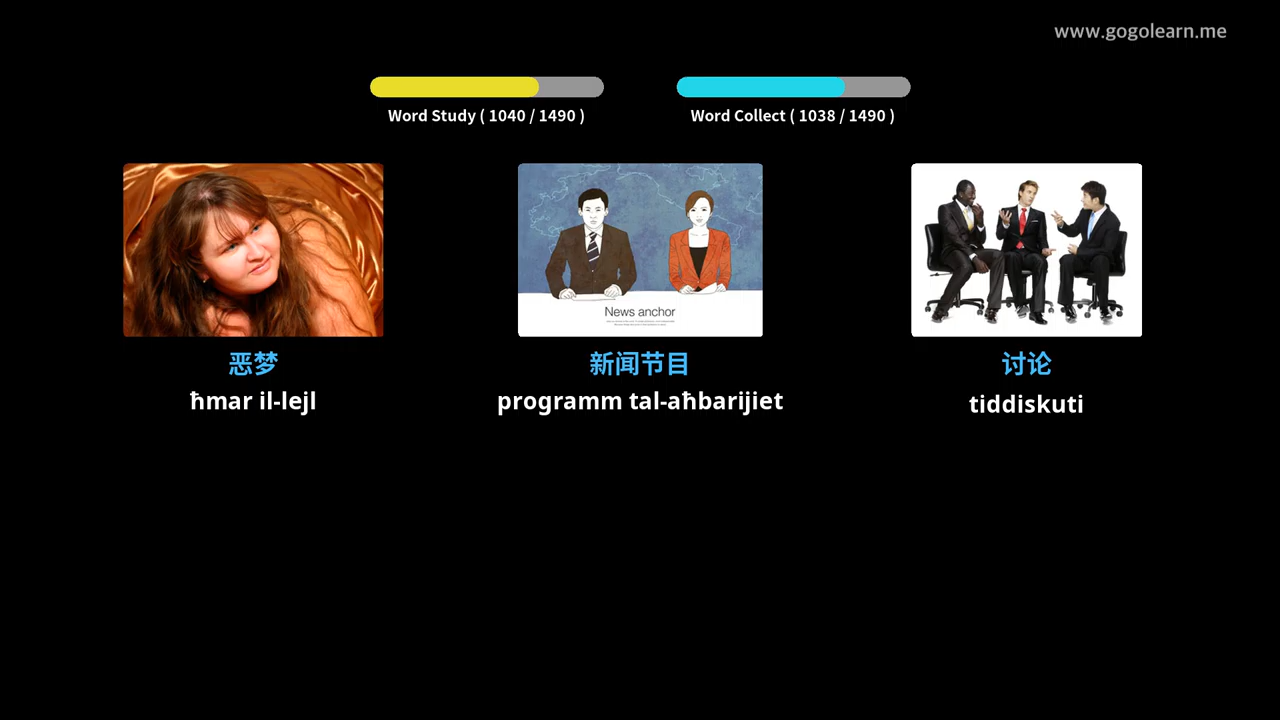 www.gogolearn.me
Word Study ( 1040 / 1490 )
Word Collect ( 1038 / 1490 )
News anchor
恶梦
新闻节目
讨论
ħmar il-lejl
programm tal-aħbarijiet
tiddiskuti